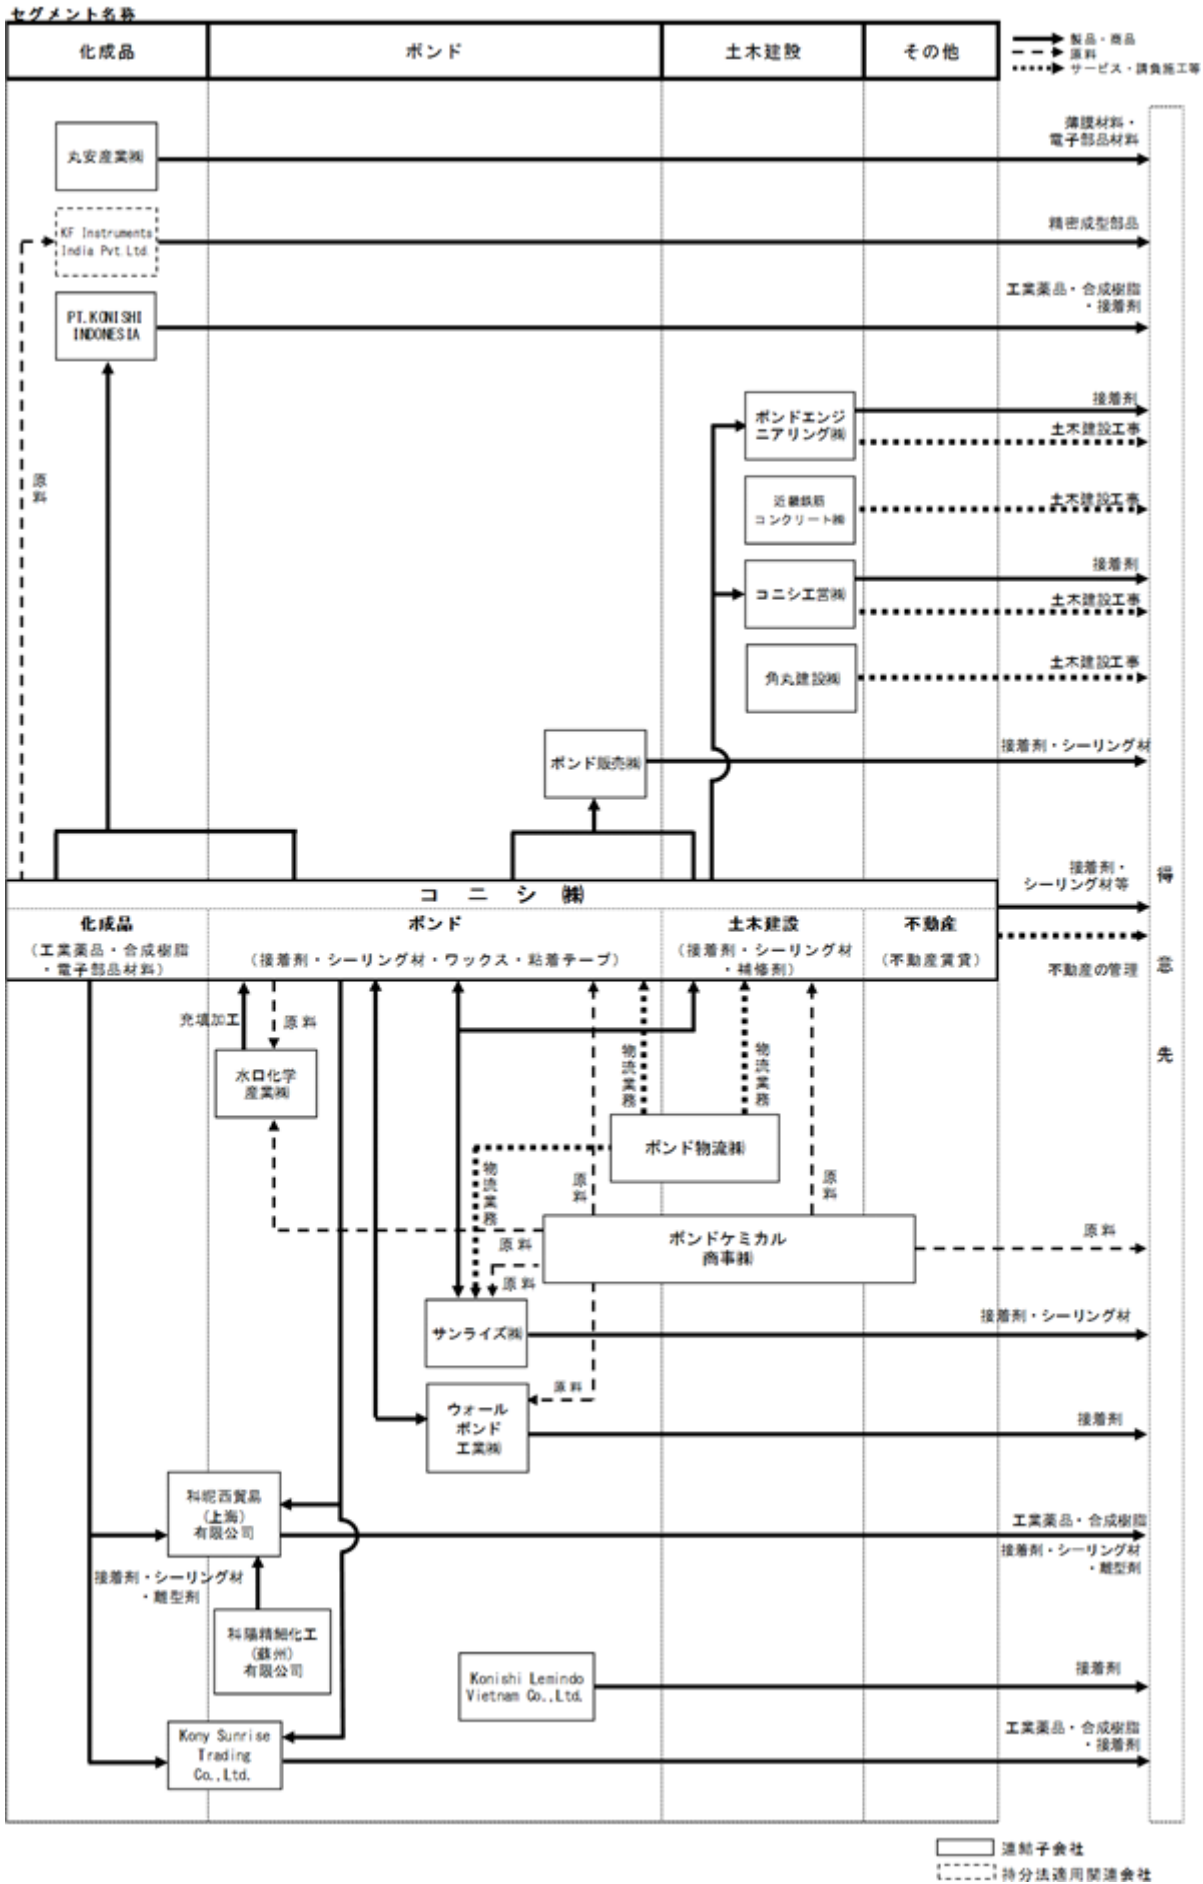 セグメント名称
化成品
ボンド
土木建設
その他
製品・商品
原料
サービス・請負施工等
丸安産業㈱
薄膜材料・
電子部品材料
KF Instruments
India Pvt.Ltd.
精密成型部品
PT.KONISHI
INDONESIA
工業薬品・合成樹脂
・接着剤
原料
ボンドエンジ
ニアリング㈱
接着剤
土木建設工事
近畿鉄筋
コンクリート㈱
土木建設工事
コニシ工営㈱
接着剤
土木建設工事
角丸建設㈱
土木建設工事
ボンド販売㈱
接着剤・シーリング材
コニシ㈱
化成品
(工業薬品・合成樹脂
・電子部品材料)
ボンド
(接着剤・シーリング材・ワックス・粘着テープ)
土木建設
(接着剤・シーリング材
・補修剤)
不動産
(不動産賃貸)
接着剤・
シーリング材等
不動産の管理
得意先
充填加工
原料
水口化学
産業㈱
物流業務
物流業務
ボンド物流㈱
物流業務
原料
原料
ボンドケミカル
商事㈱
原料
原料
原料
サンライズ㈱
接着剤・シーリング材
原料
ウォール
ボンド
工業㈱
接着剤
科昵西貿易
(上海)
有限公司
工業薬品・合成樹脂
接着剤・シーリング材
・離型剤
接着剤・シーリング材
・離型剤
科陽精細化工
(蘇州)
有限公司
Konishi Lemindo
Vietnam Co.,Ltd.
接着剤
Kony Sunrise
Trading
Co.,Ltd.
工業薬品・合成樹脂
・接着剤
連結子会社
持分法適用関連会社